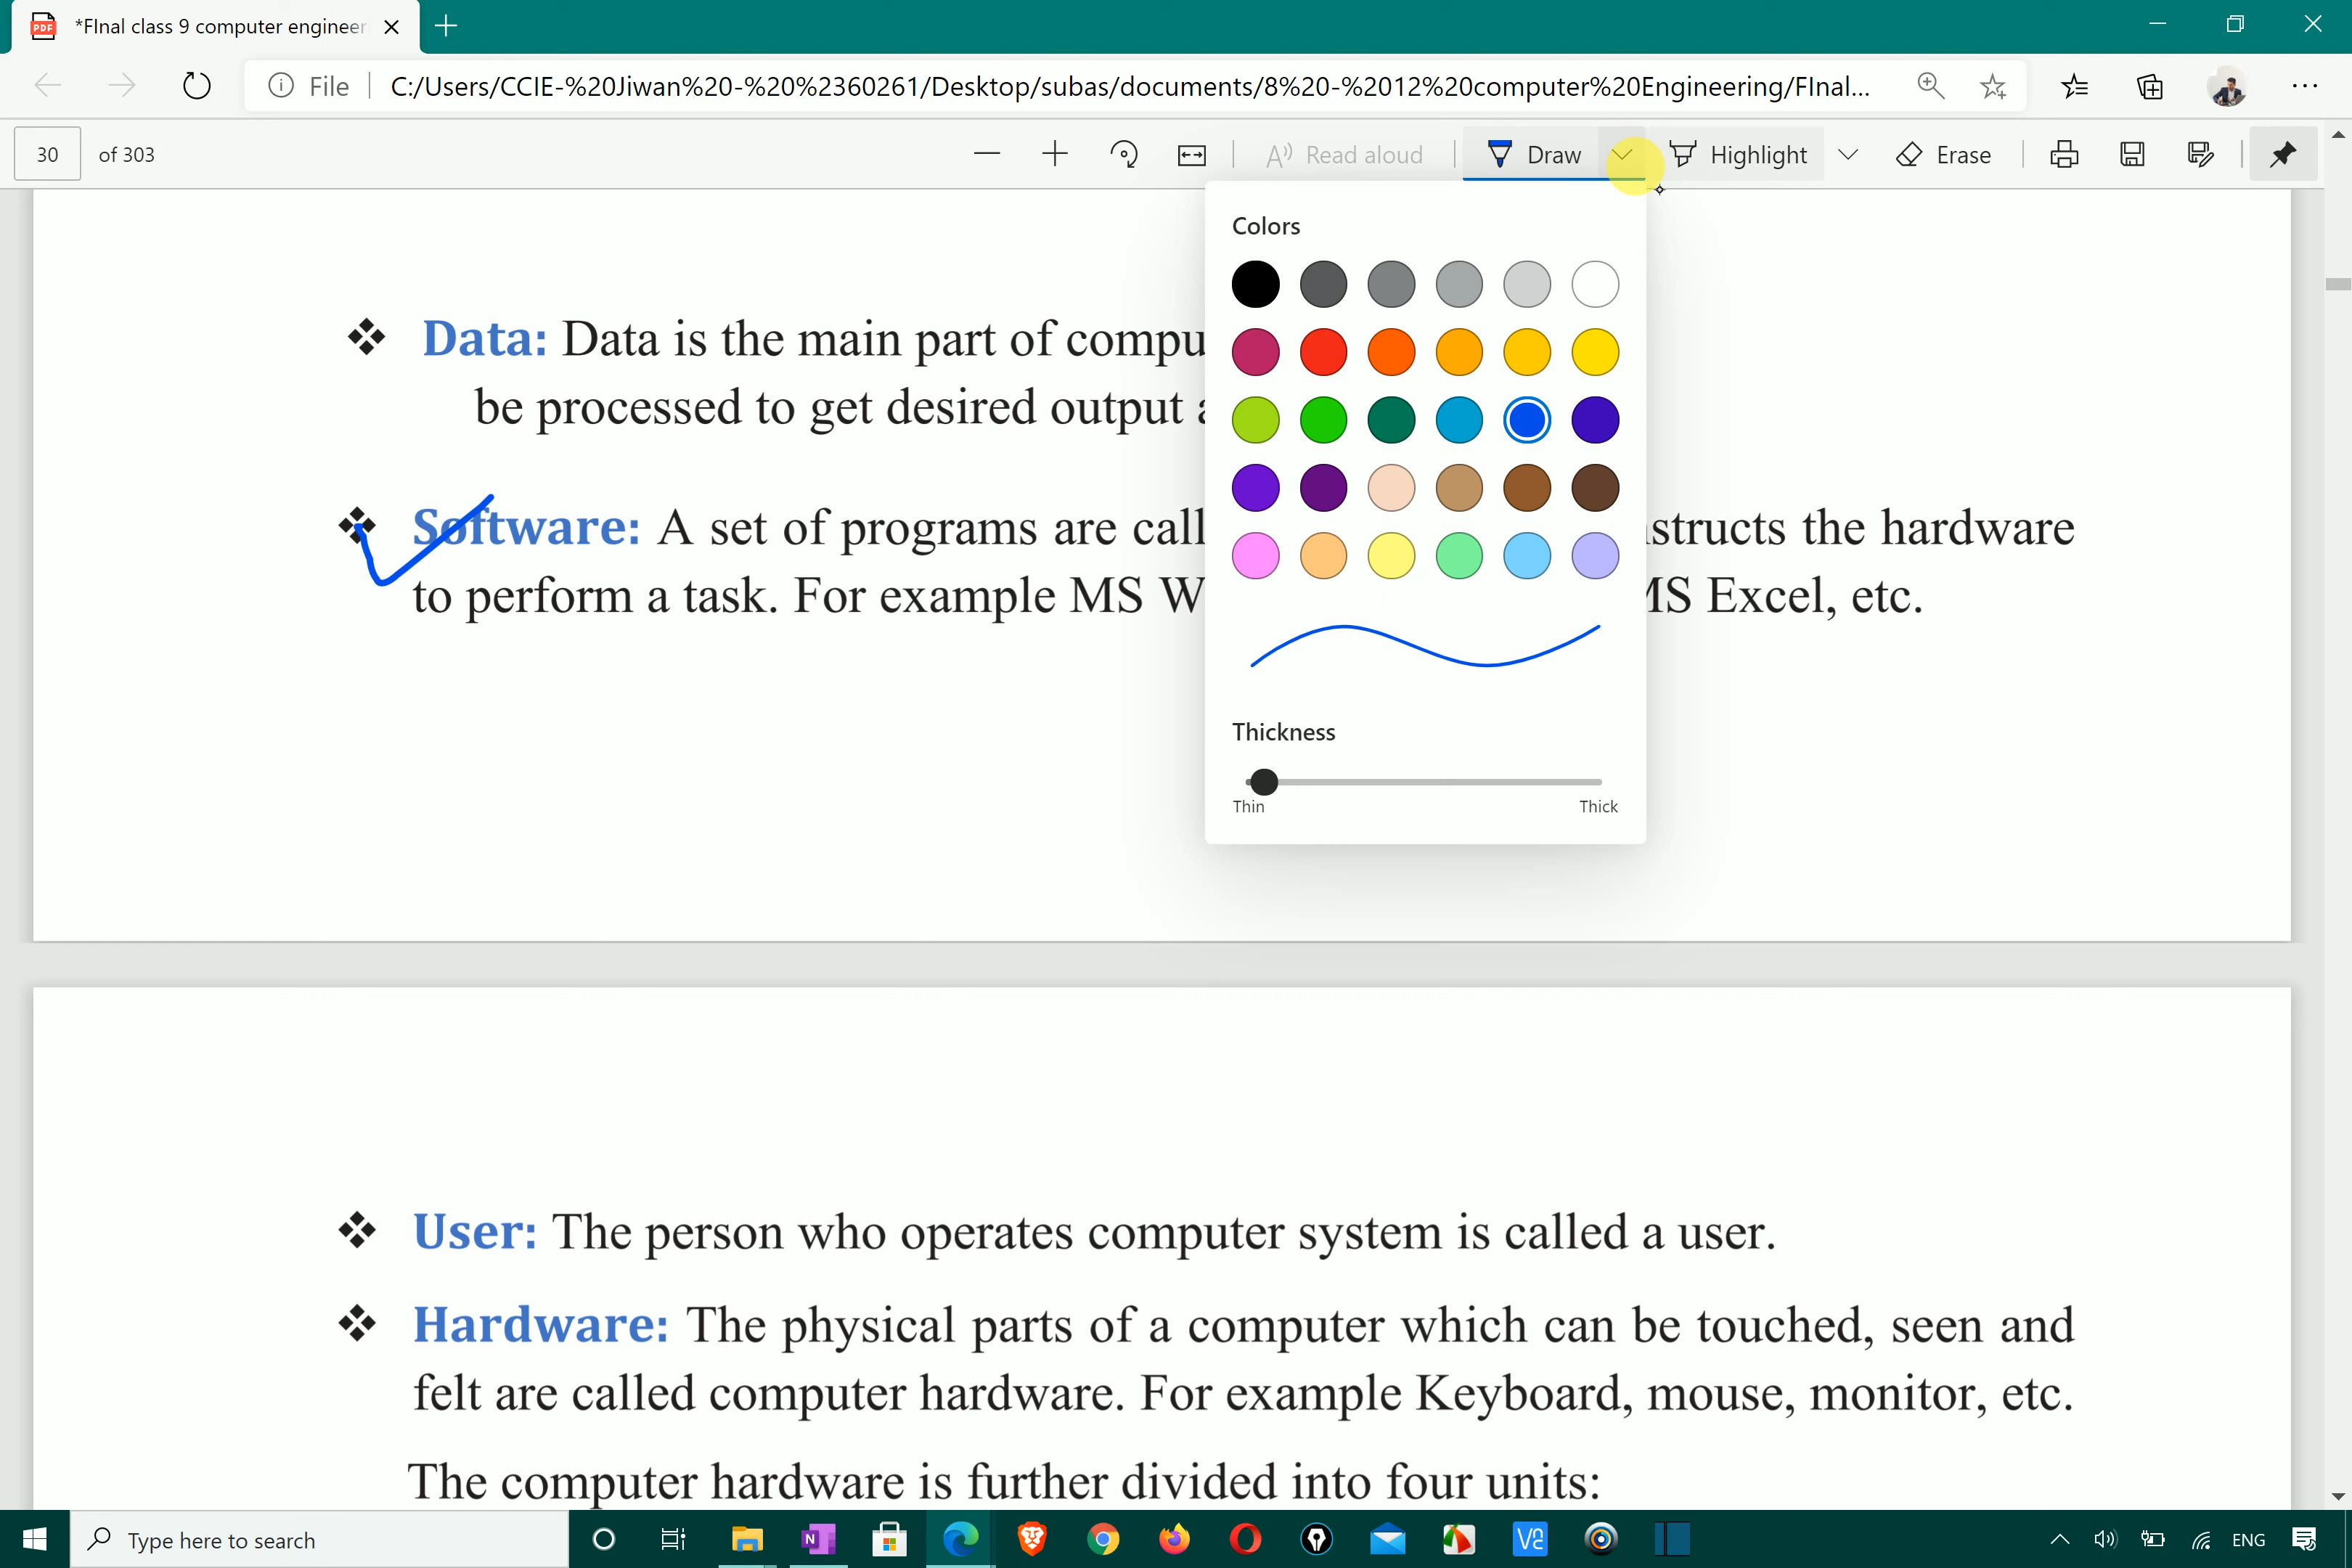 *FInal class 9 computer engineer
File
C:/Users/CCIE-%20Jiwan%20-%20%2360261/Desktop/subas/documents/8%20-%2012%20computer%20Engineering/FInal...
30 of 303
Read aloud
Draw
Highlight
Erase
Colors
Thickness
Thin
Thick
Data: Data is the main part of compu
be processed to get desired output
Software: A set of programs are call structs the hardware
to perform a task. For example MS W MS Excel, etc.
User: The person who operates computer system is called a user.
Hardware: The physical parts of a computer which can be touched, seen and
felt are called computer hardware. For example Keyboard, mouse, monitor, etc.
The computer hardware is further divided into four units:
Type here to search
ENG